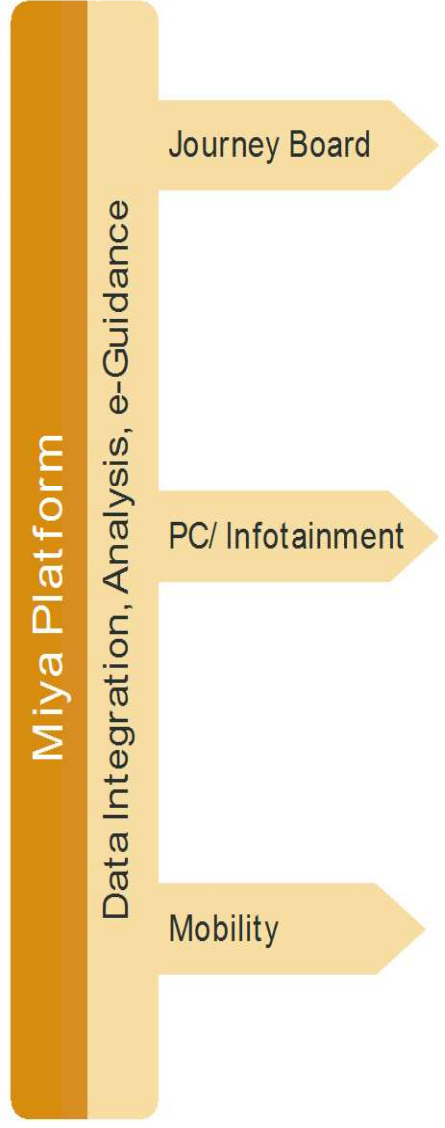 Miya Platform
Data Integration, Analysis, e-Guidance
Journey Board
PC/ Infotainment
Mobility